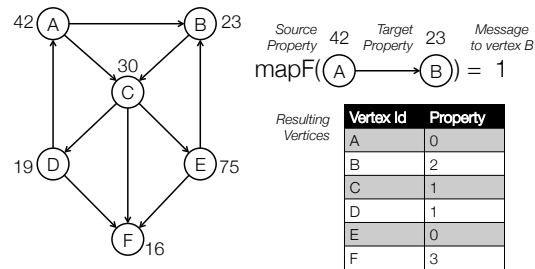 42 A B 23
30
C
19 D E 75
F 16
Source Property 42 Target Property 23 Message to vertex B
mapF( A B ) = 1
Resulting Vertices
Vertex Id Property
A 0
B 2
C 1
D 1
E 0
F 3